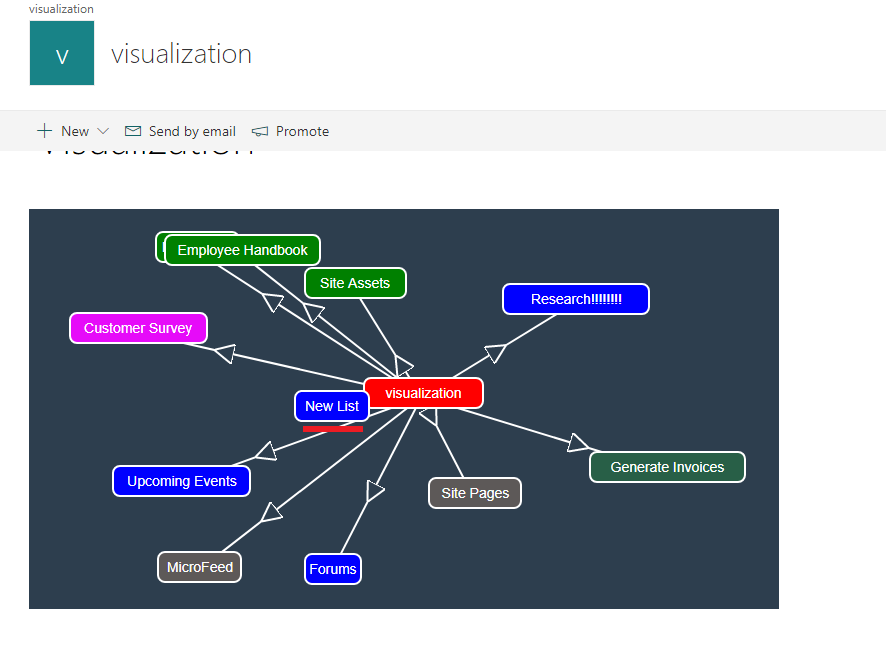 visualization
V
visualization
New
Send by email
Promote
visualization
Employee Handbook
Site Assets
Research!!!!!!!!
Customer Survey
visualization
New List
Generate Invoices
Upcoming Events
Site Pages
MicroFeed
Forums